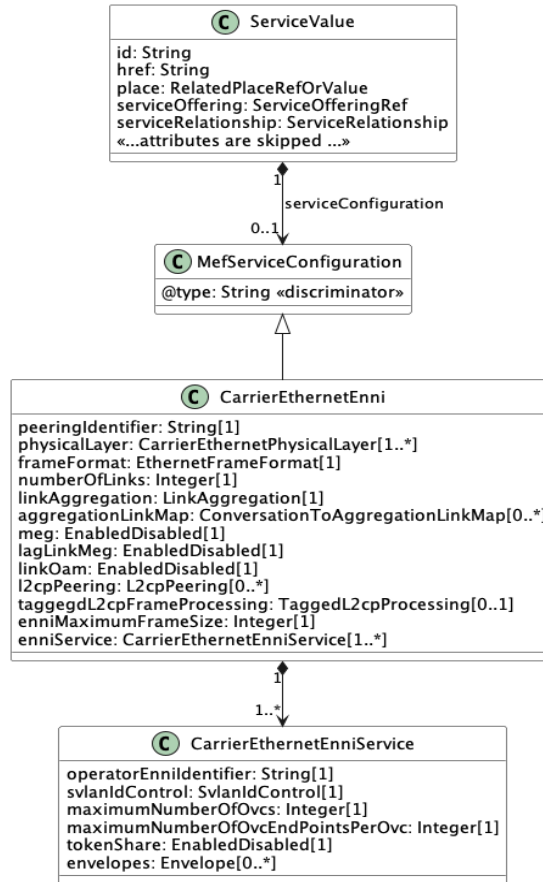 C ServiceValue
id: String
href: String
place: RelatedPlaceRefOrValue
serviceOffering: ServiceOfferingRef
serviceRelationship: ServiceRelationship
«...attributes are skipped ...»
1
serviceConfiguration
0..1
C MefServiceConfiguration
@type: String «discriminator»
C CarrierEthernetEnni
peeringIdentifier: String[1]
physicalLayer: CarrierEthernetPhysicalLayer[1..*]
frameFormat: EthernetFrameFormat[1]
numberOfLinks: Integer[1]
linkAggregation: LinkAggregation[1]
aggregationLinkMap: ConversationToAggregationLinkMap[0..*]
meg: EnabledDisabled[1]
lagLinkMeg: EnabledDisabled[1]
linkOam: EnabledDisabled[1]
l2cpPeering: L2cpPeering[0..*]
taggegdL2cpFrameProcessing: TaggedL2cpProcessing[0..1]
enniMaximumFrameSize: Integer[1]
enniService: CarrierEthernetEnniService[1..*]
1
1..*
C CarrierEthernetEnniService
operatorEnniIdentifier: String[1]
svlanIdControl: SvlanIdControl[1]
maximumNumberOfOvcs: Integer[1]
maximumNumberOfOvcEndPointsPerOvc: Integer[1]
tokenShare: EnabledDisabled[1]
envelopes: Envelope[0..*]